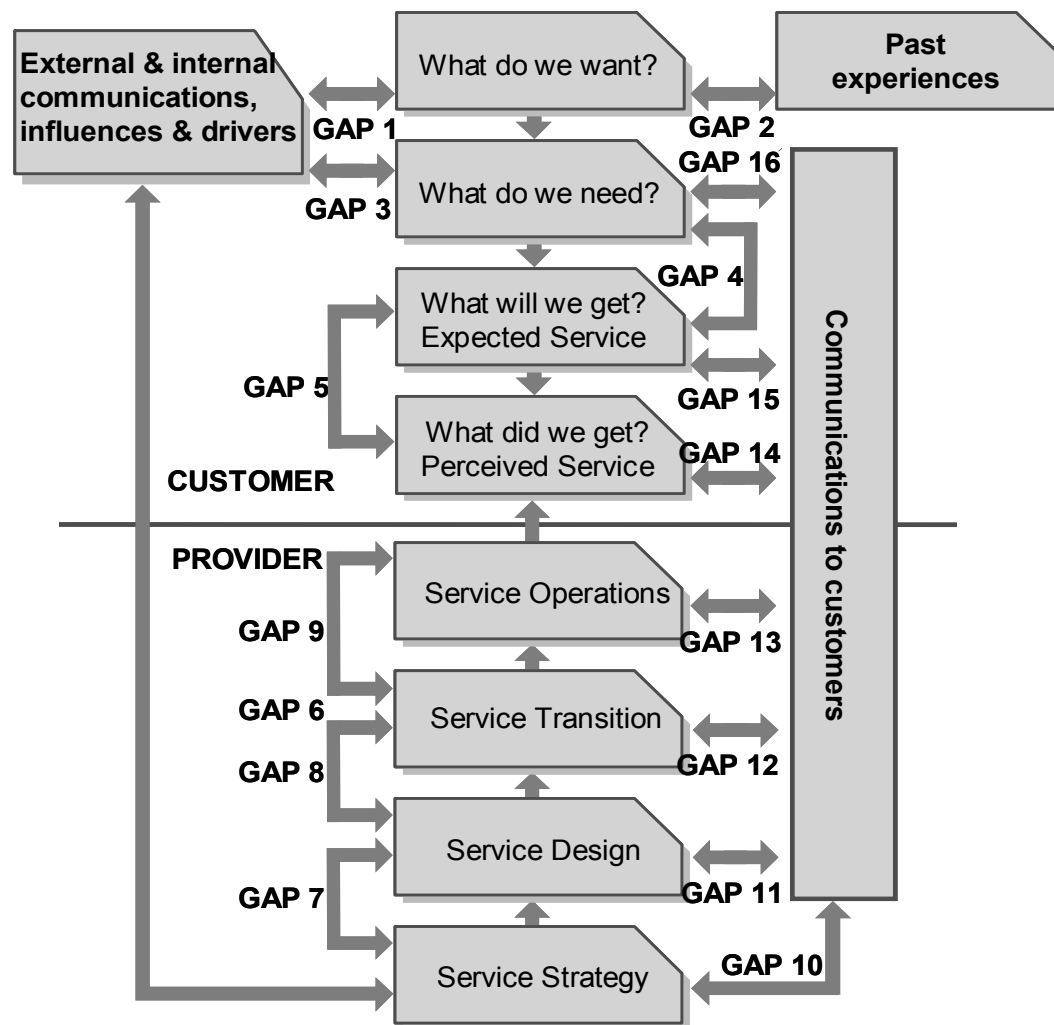 External & internal
communications,
influences & drivers
What do we want?
Past
experiences
GAP 1
GAP 2
GAP 16
What do we need?
GAP 3
GAP 4
What will we get?
Expected Service
GAP 5
GAP 15
What did we get?
Perceived Service
GAP 14
CUSTOMER
Communications to customers
PROVIDER
Service Operations
GAP 9
GAP 13
GAP 6
Service Transition
GAP 8
GAP 12
Service Design
GAP 7
GAP 11
Service Strategy
GAP 10